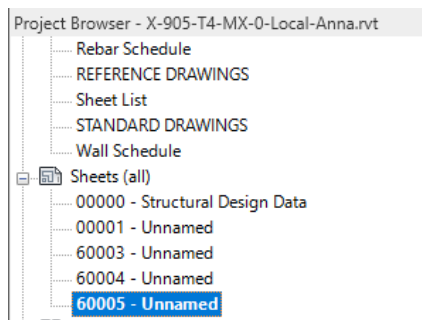 Project Browser - X-905-T4-MX-0-Local-Anna.rvt
Rebar Schedule
REFERENCE DRAWINGS
Sheet List
STANDARD DRAWINGS
Wall Schedule
Sheets (all)
00000 - Structural Design Data
00001 - Unnamed
60003 - Unnamed
60004 - Unnamed
60005 - Unnamed